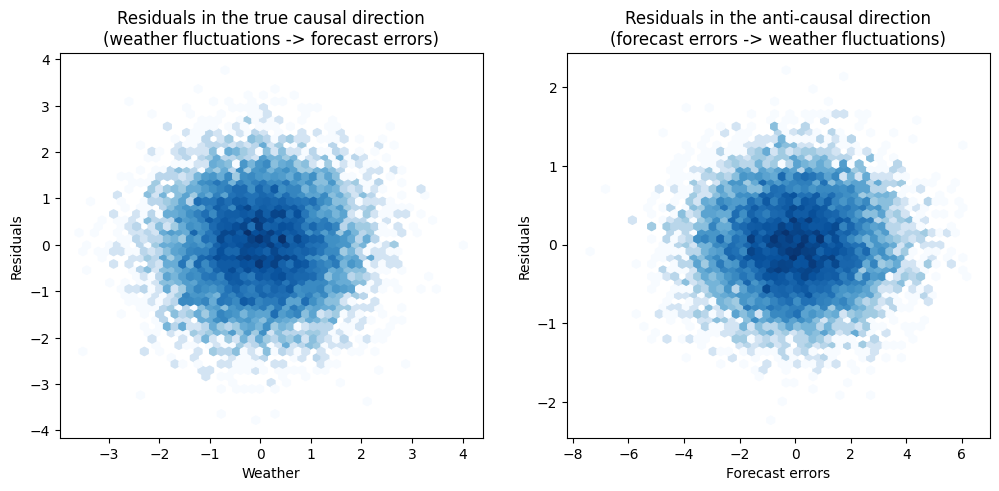 Residuals in the true causal direction
(weather fluctuations -> forecast errors)
4
3
2
1
0
−1
−2
−3
−4
Residuals
−3 −2 −1 0 1 2 3 4
Weather
Residuals in the anti-causal direction
(forecast errors -> weather fluctuations)
2
1
0
−1
−2
Residuals
−8 −6 −4 −2 0 2 4 6
Forecast errors